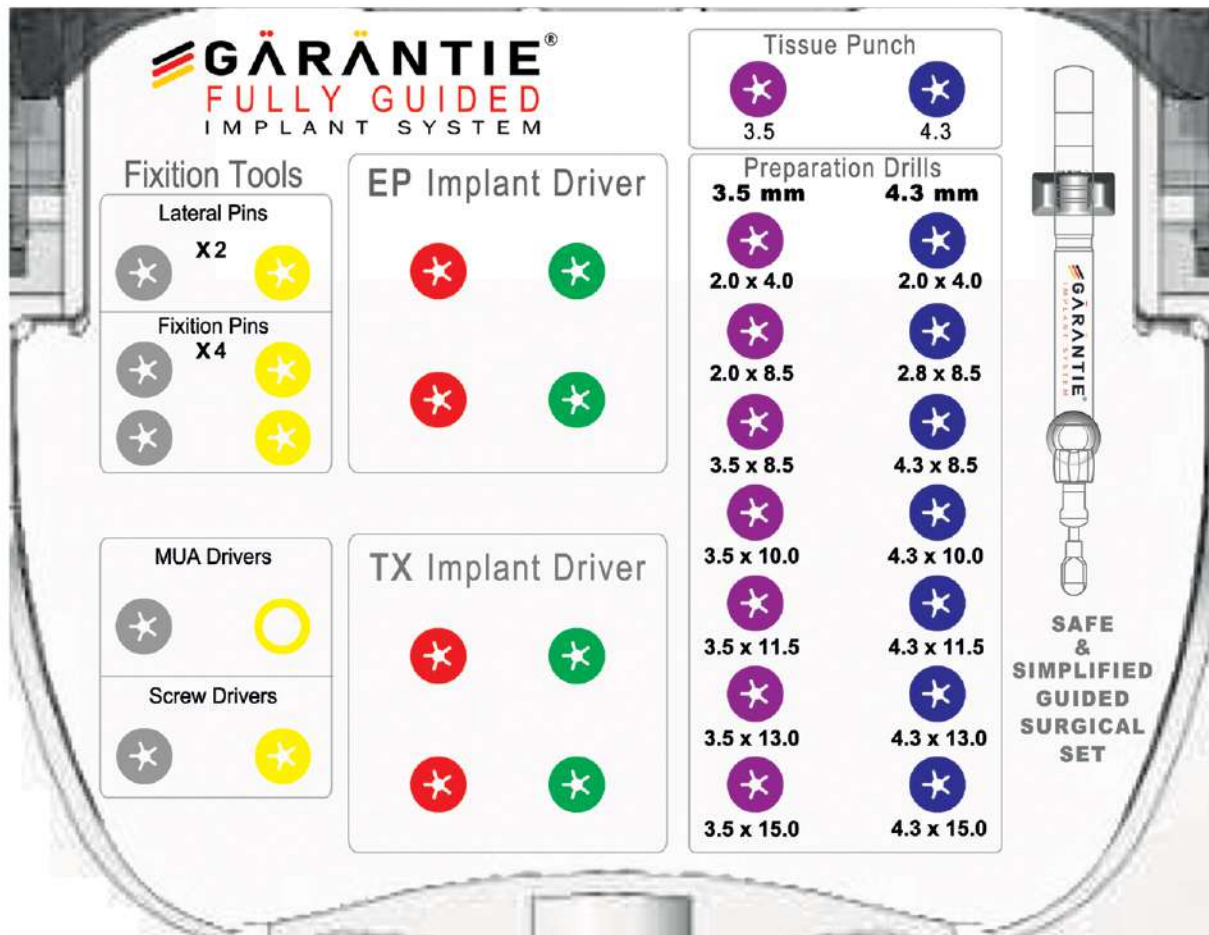 GÄRÄNTIE®
FULLY GUIDED
IMPLANT SYSTEM
Fixition Tools
Lateral Pins
X2
Fixition Pins
X4
MUA Drivers
Screw Drivers
EP Implant Driver
TX Implant Driver
Tissue Punch
3.5 4.3
Preparation Drills
3.5 mm 4.3 mm
2.0 x 4.0 2.0 x 4.0
2.0 x 8.5 2.8 x 8.5
3.5 x 8.5 4.3 x 8.5
3.5 x 10.0 4.3 x 10.0
3.5 x 11.5 4.3 x 11.5
3.5 x 13.0 4.3 x 13.0
3.5 x 15.0 4.3 x 15.0
GÄRÄNTIE®
IMPLANT SYSTEM
SAFE
&
SIMPLIFIED
GUIDED
SURGICAL
SET